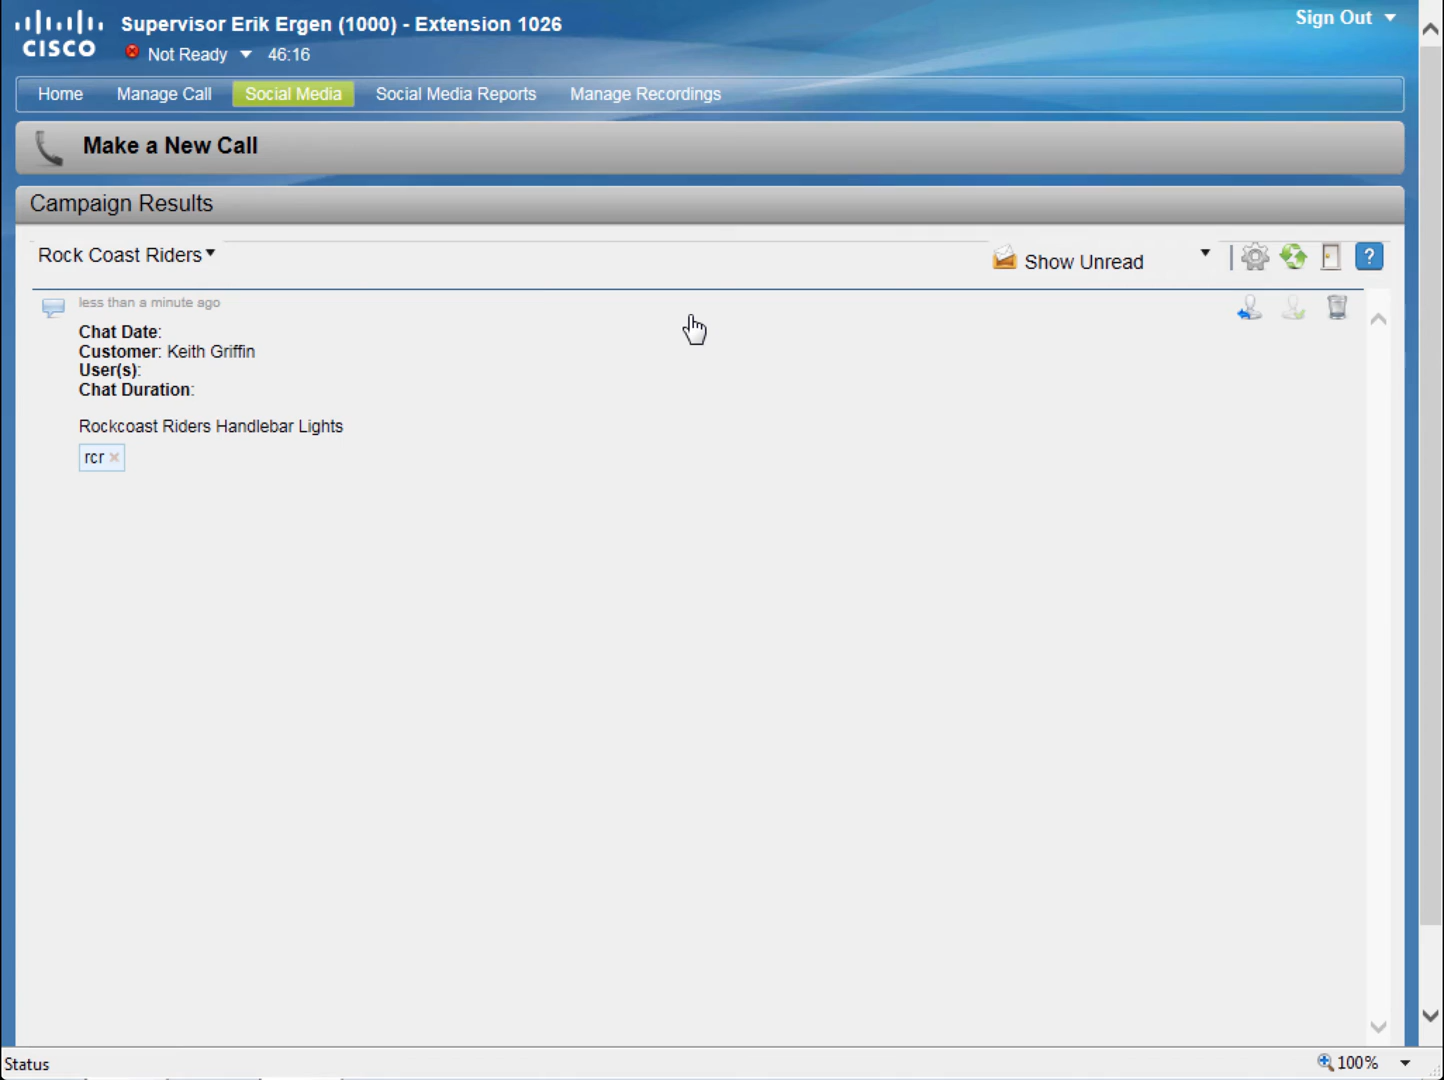 Supervisor Erik Ergen (1000) - Extension 1026
Sign Out
CISCO
Not Ready 46:16
Home Manage Call Social Media Social Media Reports Manage Recordings
Make a New Call
Campaign Results
Rock Coast Riders
Show Unread
?
less than a minute ago
Chat Date:
Customer: Keith Griffin
User(s):
Chat Duration:
Rockcoast Riders Handlebar Lights
rcr ×
Status
100%